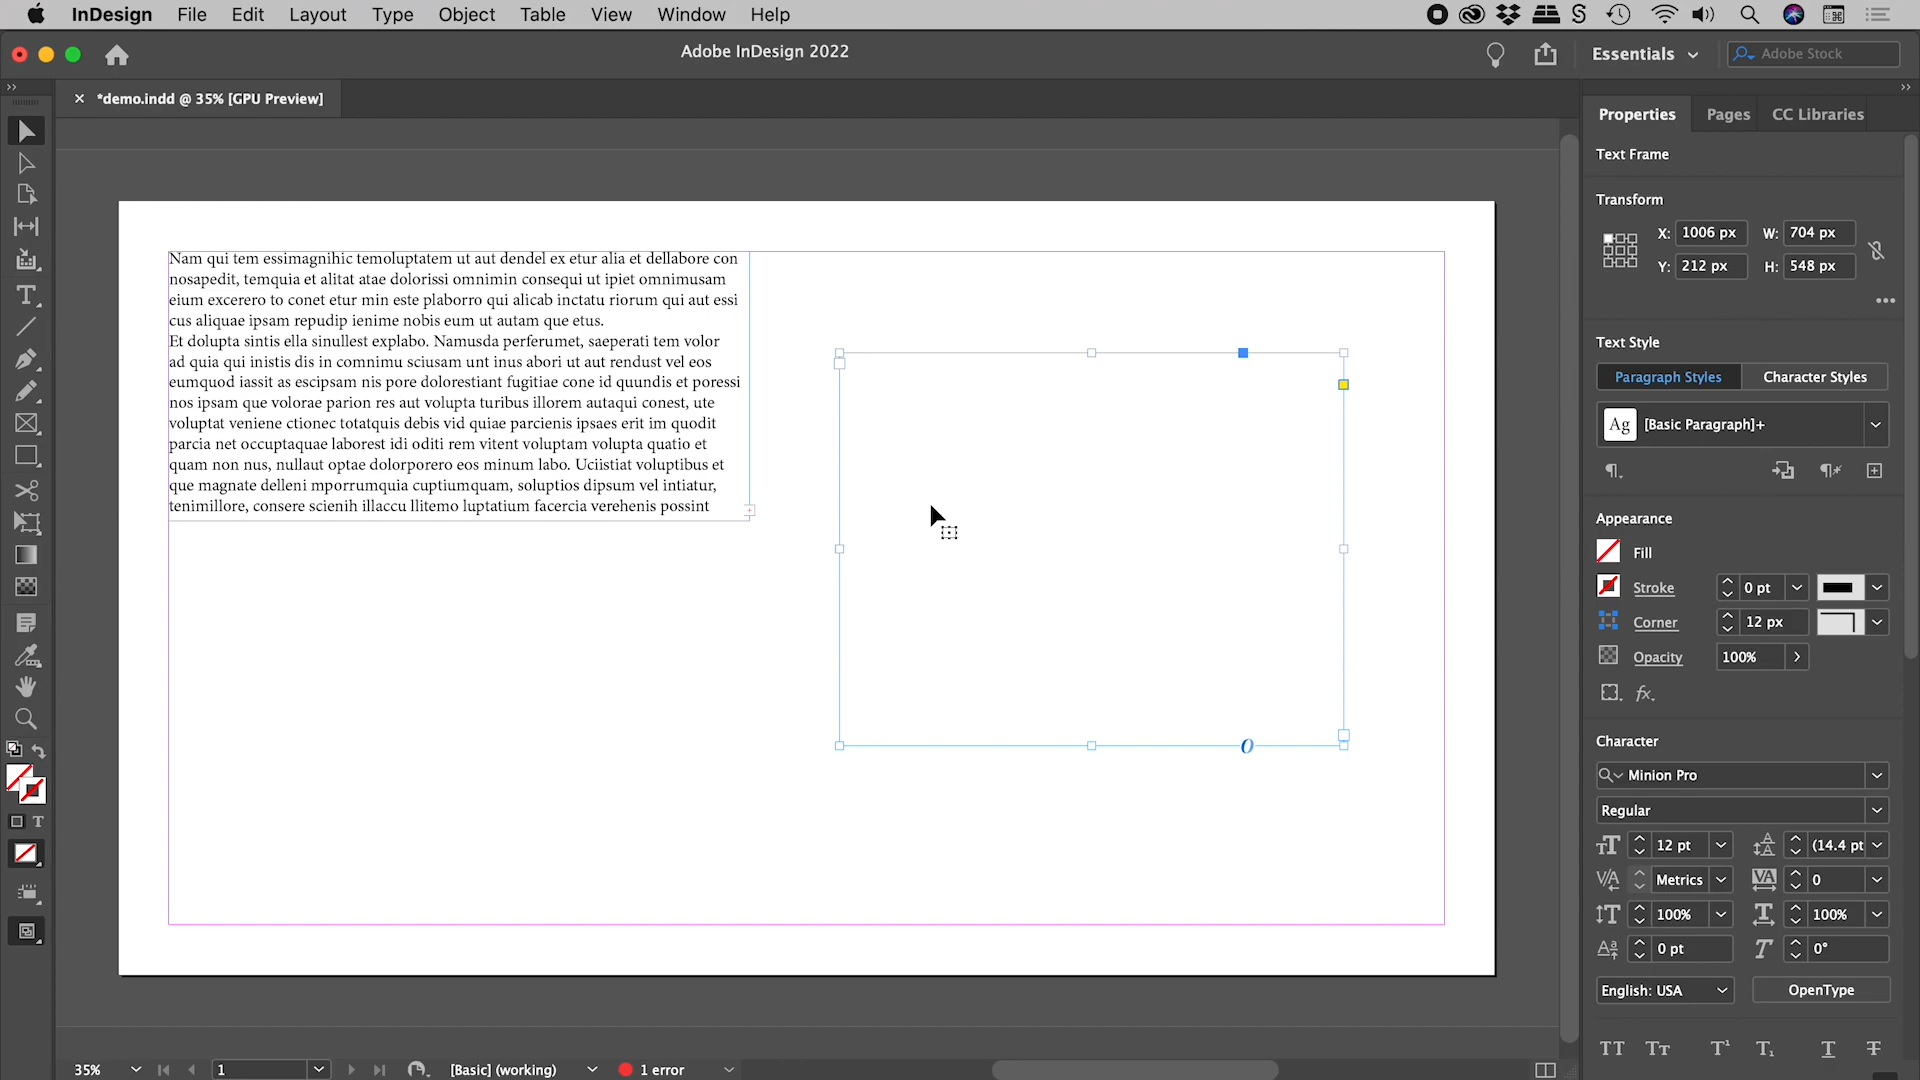 InDesign File Edit Layout Type Object Table View Window Help
Adobe InDesign 2022
Essentials
Adobe Stock
*demo.indd @ 35% [GPU Preview]
Properties Pages CC Libraries
Text Frame
Transform
X: 1006 px W: 704 px
Y: 212 px H: 548 px
Text Style
Paragraph Styles Character Styles
Ag [Basic Paragraph]+
Appearance
Fill
Stroke 0 pt
Corner 12 px
Opacity 100%
fx.
Character
Minion Pro
Regular
12 pt (14.4 pt
Metrics 0
100% 100%
0 pt 0°
English: USA OpenType
Nam qui tem essimagnihic temoluptatem ut aut dendel ex etur alia et dellabore con
nosapedit, temquia et alitat atae dolorissi omnimin consequi ut ipiet omnimusam
eium excerero to conet etur min este plaborro qui alicab inctatu riorum qui aut essi
cus aliquae ipsam repudip ienime nobis eum ut autam que etus.
Et dolupta sintis ella sinullest explabo. Namusda perferumet, saeperati tem volor
ad quia qui inistis dis in comnimu sciusam unt inus abori ut aut rendust vel eos
eumquod iassit as escipsam nis pore dolorestiant fugitiae cone id quundis et poressi
nos ipsam que volorae parion res aut volupta turibus illorem autaqui conest, ute
voluptat veniene ctionec totatquis debis vid quiae parcienis ipsaes erit im quodit
parcia net occuptaquae laborest idi oditi rem vitent voluptam volupta quatio et
quam non nus, nullaut optae dolorporero eos minum labo. Uciistiat voluptibus et
que magnate delleni mporrumquia cuptiumquam, soluptios dipsum vel intiatur,
tenimillore, consere scienih illaccu llitemo luptatium facercia verehenis possint
35% 1 [Basic] (working) 1 error